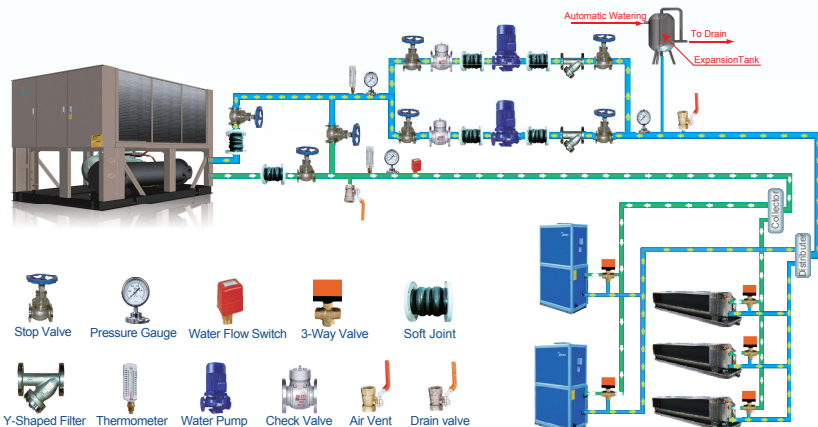 Automatic Watering
To Drain
ExpansionTank
Collector
Distributer
Stop Valve
Pressure Gauge
Water Flow Switch
3-Way Valve
Soft Joint
Y-Shaped Filter
Thermometer
Water Pump
Check Valve
Air Vent
Drain valve